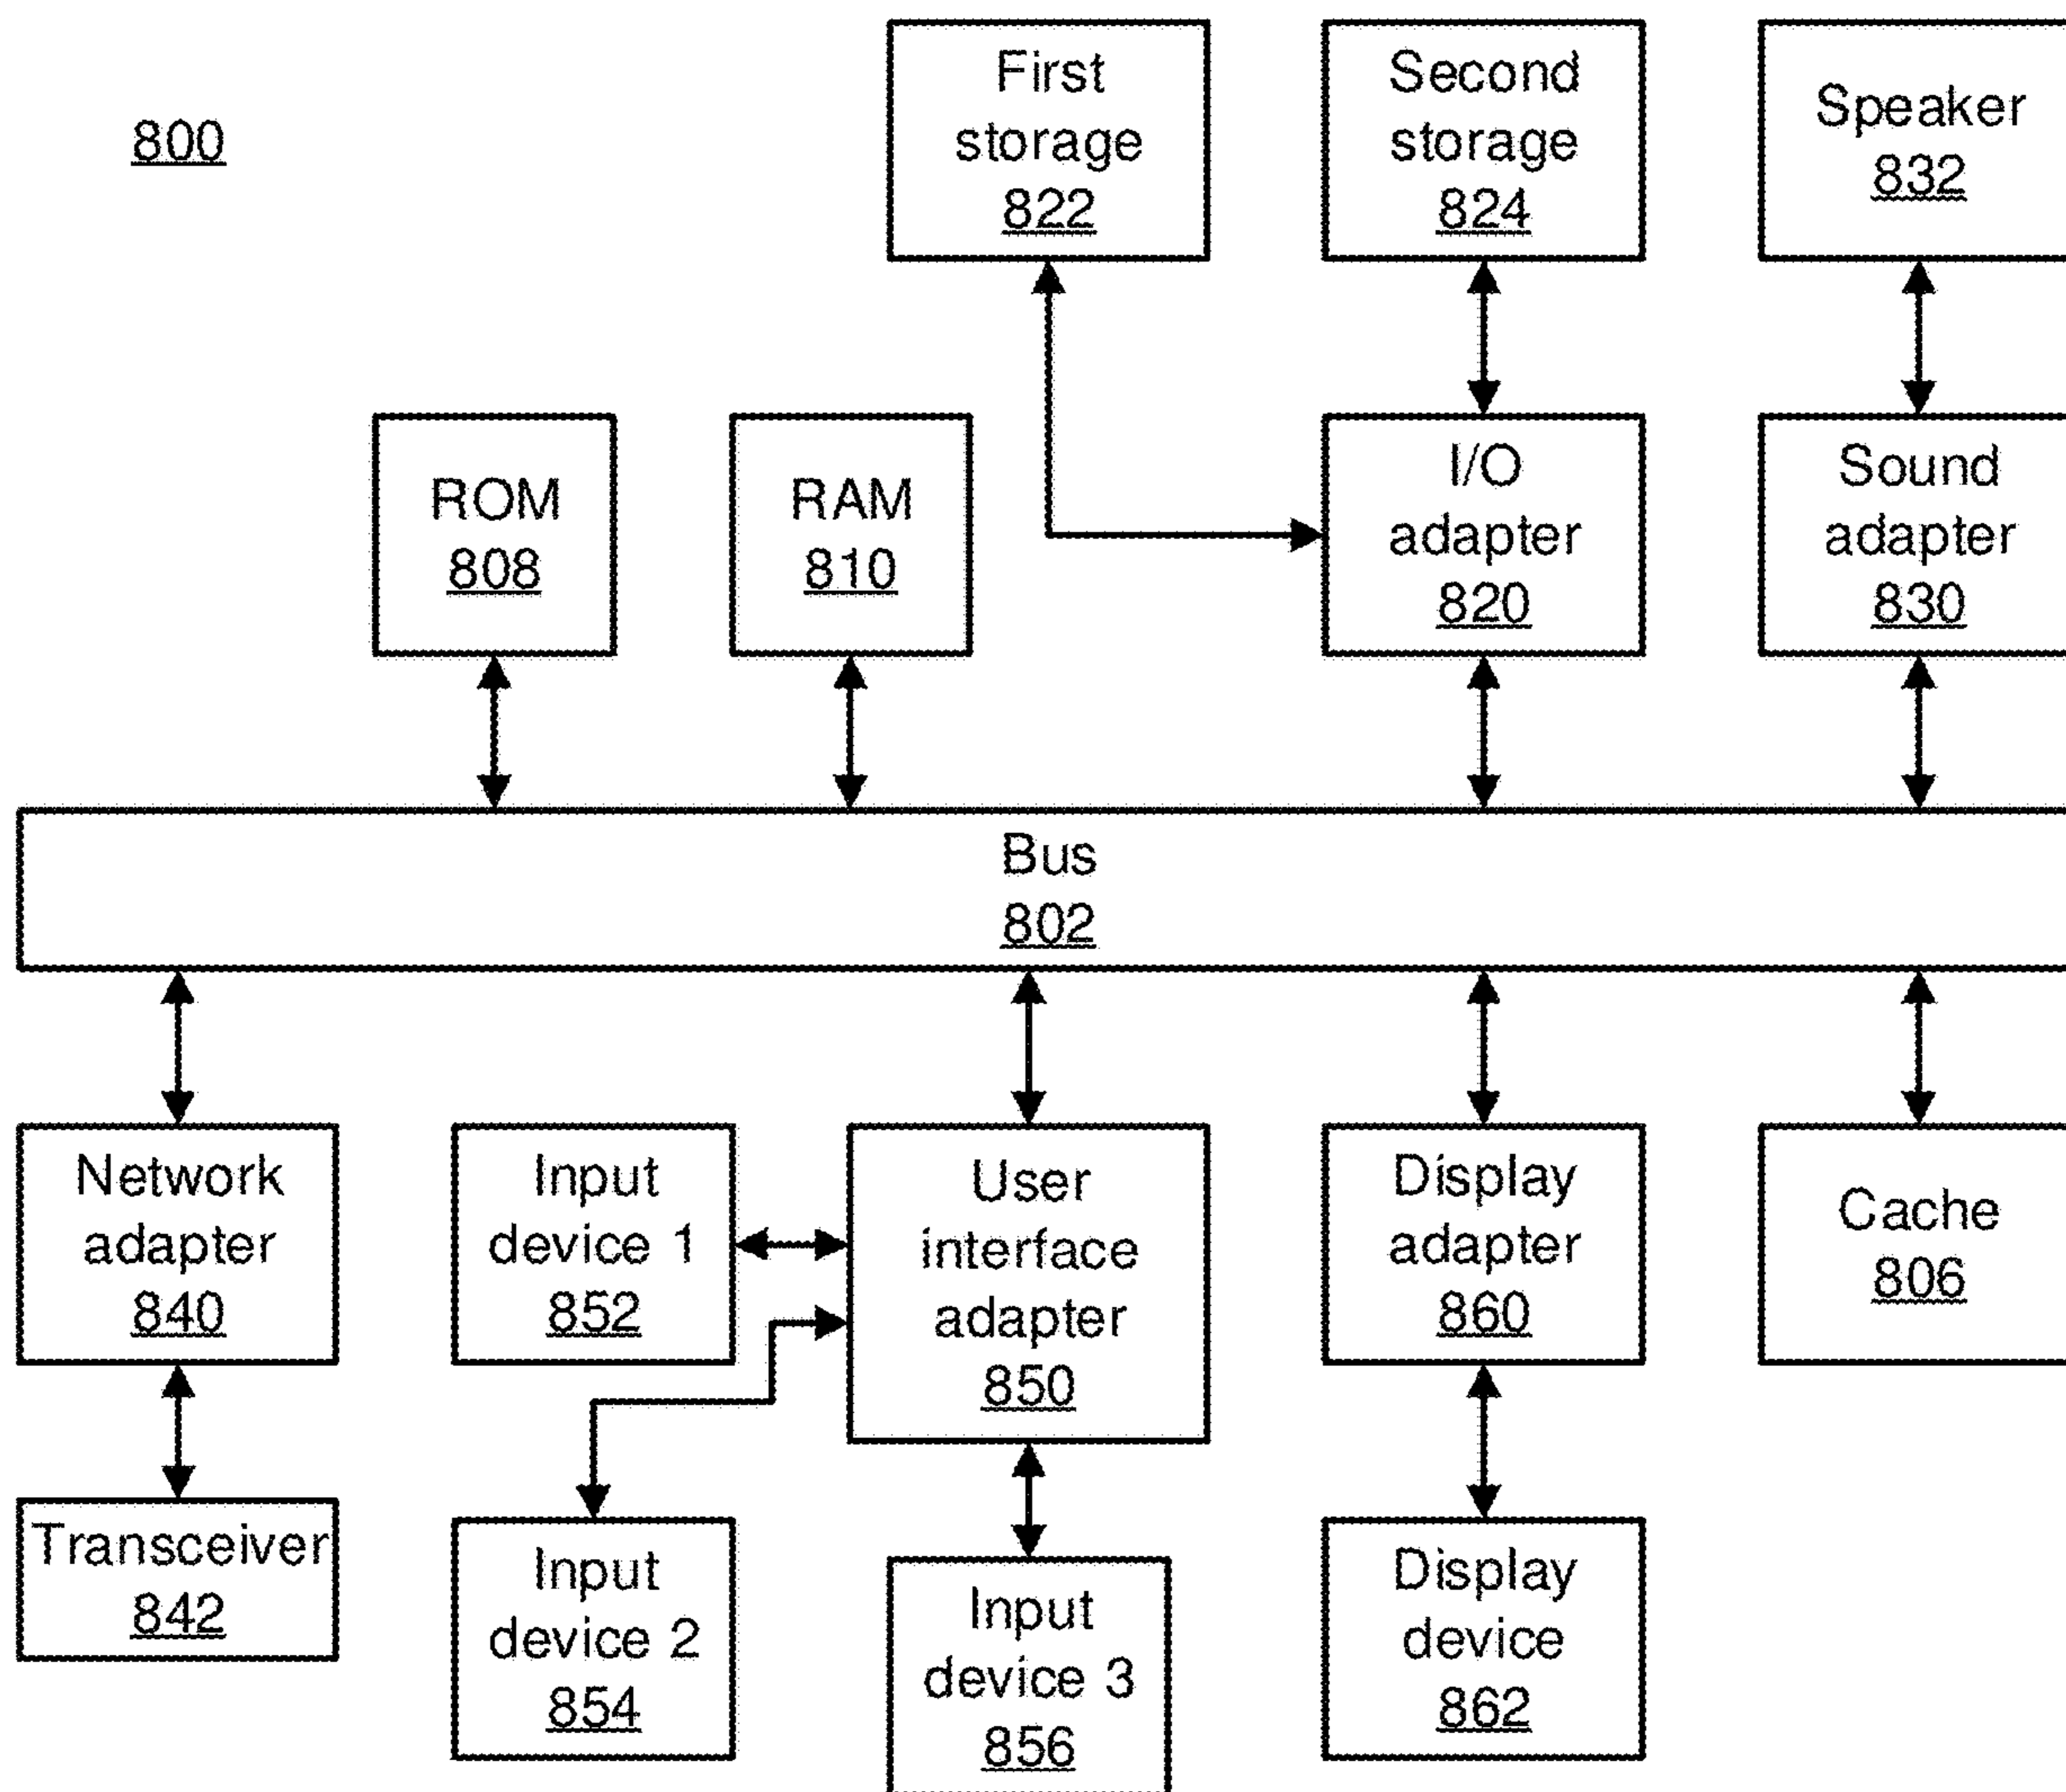 800
First
storage
822
Second
storage
824
Speaker
832
ROM
808
RAM
810
I/O
adapter
820
Sound
adapter
830
Bus
802
Network
adapter
840
Input
device 1
852
User
interface
adapter
850
Display
adapter
860
Cache
806
Transceiver
842
Input
device 2
854
Input
device 3
856
Display
device
862